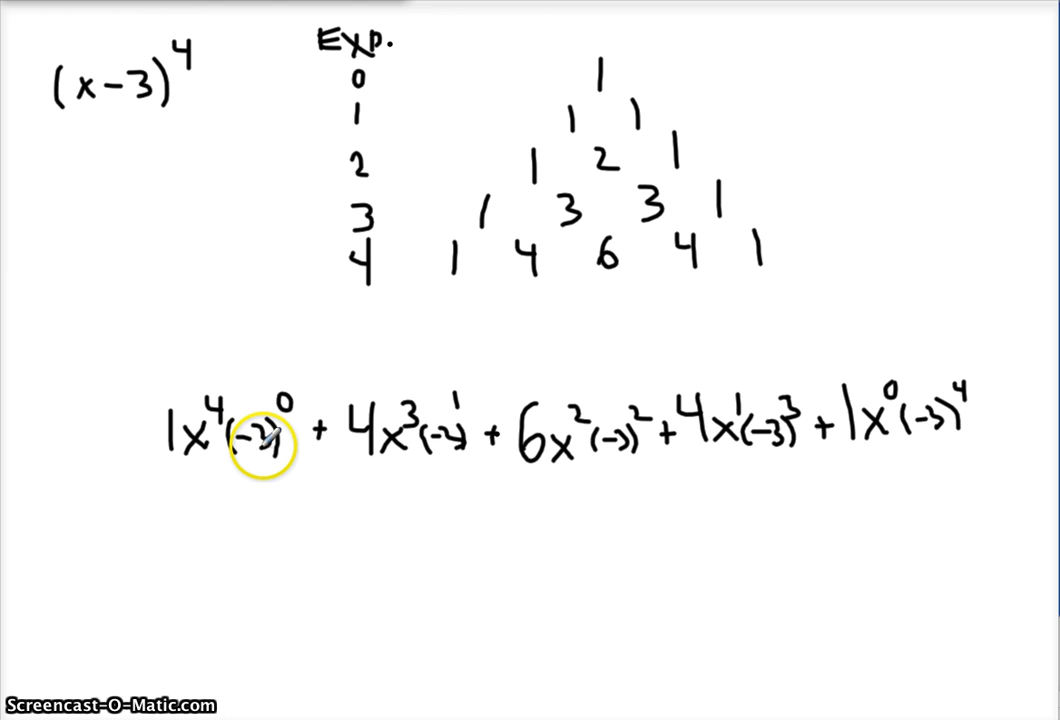 (x-3)^4
Exp.
0 1
1 1 1
2 1 2 1
3 1 3 3 1
4 1 4 6 4 1
1x^4(-3)^0 + 4x^3(-3)^1 + 6x^2(-3)^2 + 4x^1(-3)^3 + 1x^0(-3)^4
Screencast-O-Matic.com